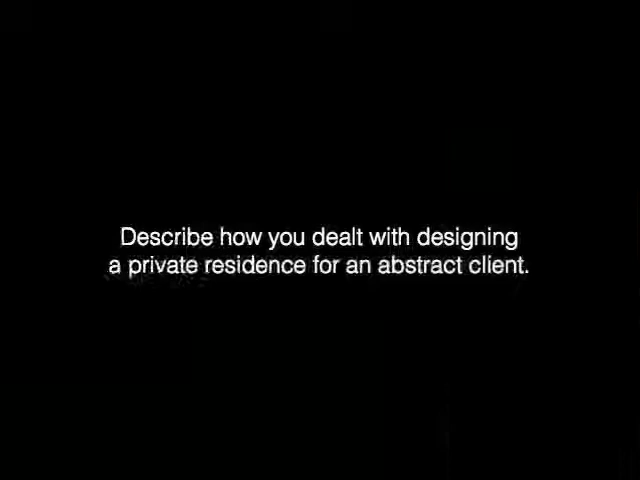 Describe how you dealt with designing
a private residence for an abstract client.